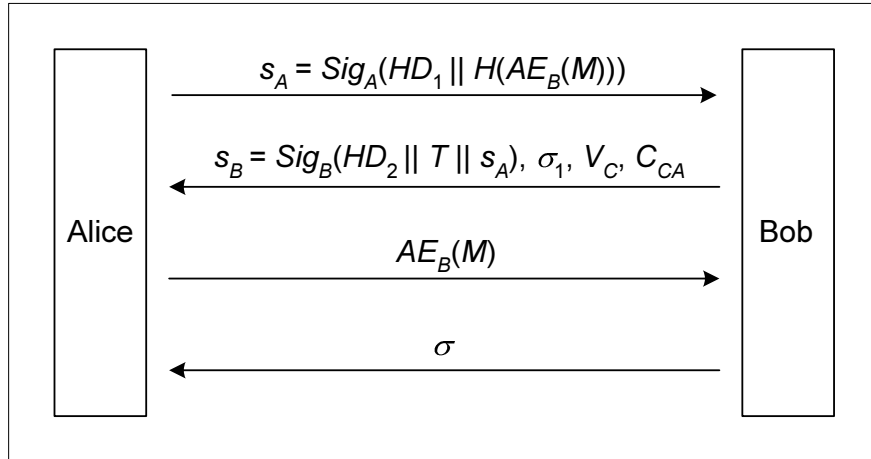 s_A = Sig_A(HD_1 || H(AE_B(M)))
s_B = Sig_B(HD_2 || T || s_A), σ_1, V_C, C_CA
Alice
Bob
AE_B(M)
σ